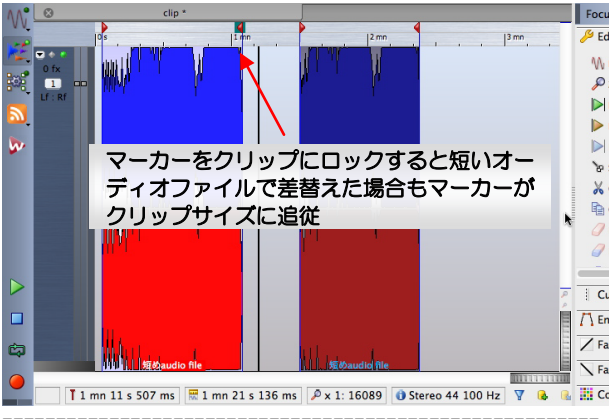 clip *
Focu
0 s
1 mn
2 mn
3 mn
Ed
0 fx
1
Lf : Rf
マーカーをクリップにロックすると短いオー
ディオファイルで差替えた場合もマーカーが
クリップサイズに追従
短めaudio file
短めaudio file
Cu
En
Fa
Fa
Co
1 mn 11 s 507 ms
1 mn 21 s 136 ms
x 1: 16089
Stereo 44 100 Hz